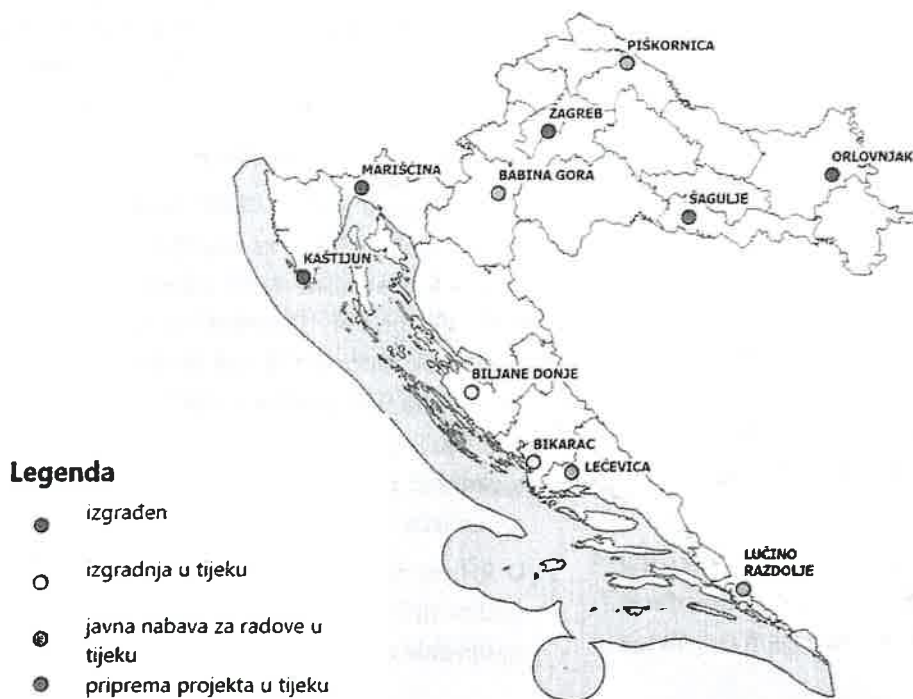 PIŠKORNICA
ZAGREB
ORLOVNJAK
MARIŠĆINA
BABINA GORA
ŠAGULJE
KAŠTIJUN
BILJANE DONJE
BIKARAC
LEĆEVICA
LUČINO
RAZDOLJE
Legenda
izgrađen
izgradnja u tijeku
javna nabava za radove u
tijeku
priprema projekta u tijeku